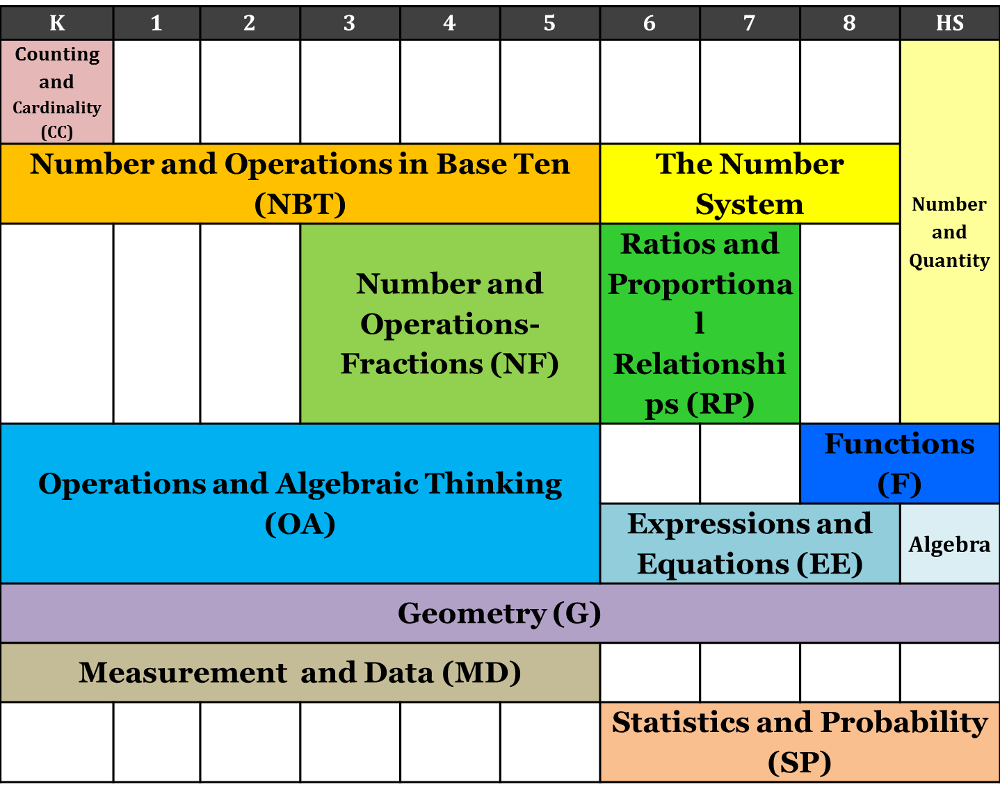 K 1 2 3 4 5 6 7 8 HS
Counting
and
Cardinality
(CC)
Number and Operations in Base Ten
(NBT)
The Number
System
Number
and
Quantity
Number and
Operations-
Fractions (NF)
Ratios and
Proportiona
l
Relationshi
ps (RP)
Operations and Algebraic Thinking
(OA)
Functions
(F)
Expressions and
Equations (EE)
Algebra
Geometry (G)
Measurement and Data (MD)
Statistics and Probability
(SP)